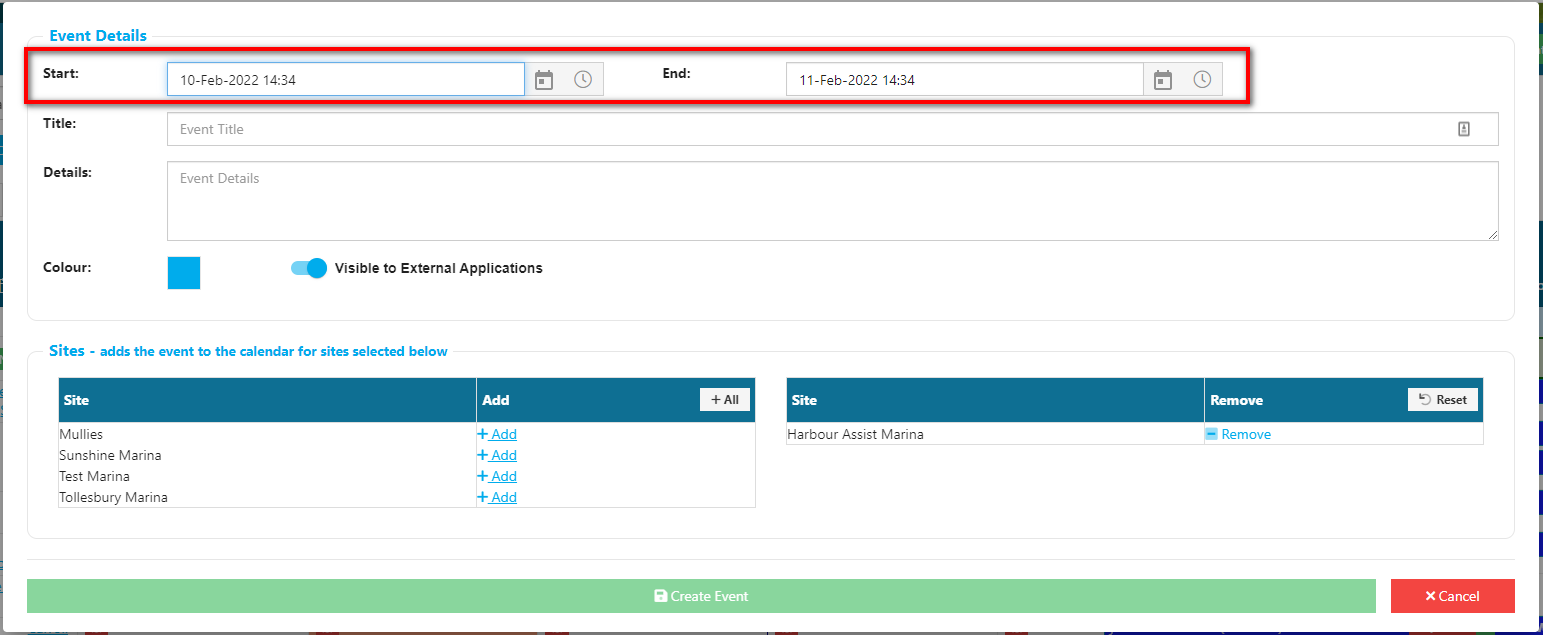 Event Details
Start: 10-Feb-2022 14:34 End: 11-Feb-2022 14:34
Title: Event Title
Details: Event Details
Colour: Visible to External Applications
Sites - adds the event to the calendar for sites selected below
Site Add + All Site Remove Reset
Mullies + Add Harbour Assist Marina Remove
Sunshine Marina + Add
Test Marina + Add
Tollesbury Marina + Add
Create Event × Cancel